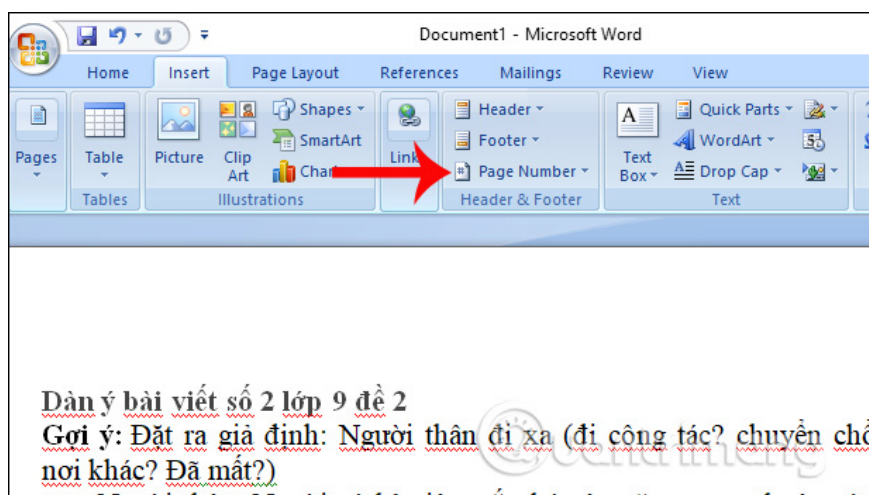 Document1 - Microsoft Word
Home Insert Page Layout References Mailings Review View
Pages Table Picture Clip Art Shapes SmartArt Chart Link Header Footer Page Number Text Box Quick Parts WordArt Drop Cap
Tables Illustrations Header & Footer Text
Dàn ý bài viết số 2 lớp 9 đề 2
Gợi ý: Đặt ra giả định: Người thân đi xa (đi công tác? chuyển chỗ
nơi khác? Đã mất?)
quantrimang